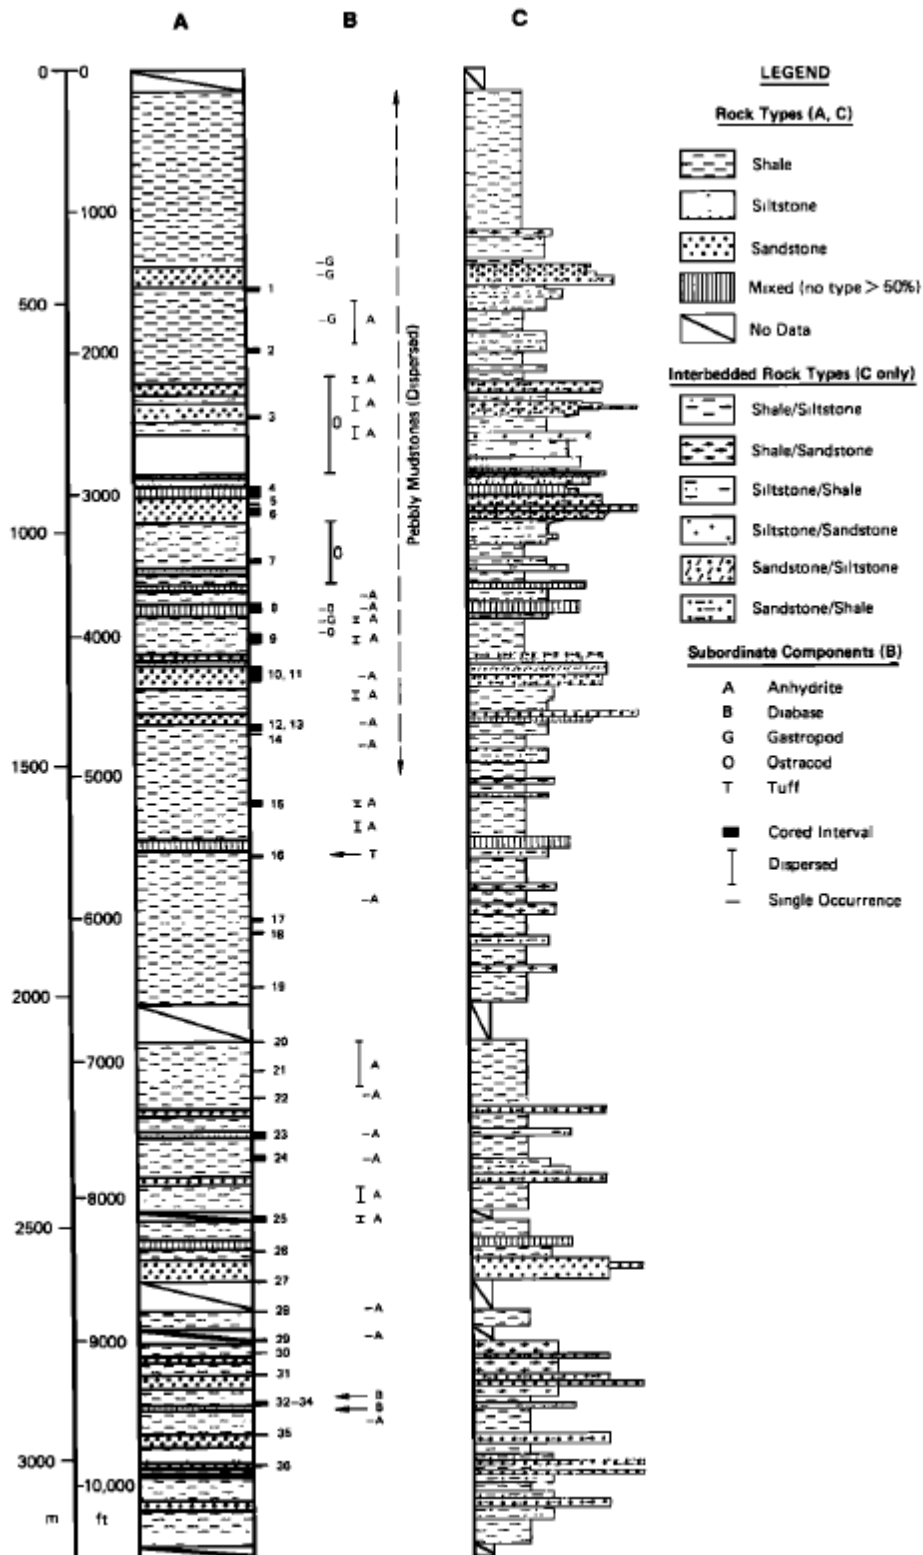 A B C
0 0
LEGEND
Rock Types (A, C)
Shale
Siltstone
1000
Sandstone
-G
-G
Mixed (no type > 50%)
1
500
-G A
No Data
2
2000
A
Interbedded Rock Types (C only)
A
O
3
Shale/Siltstone
A
Shale/Sandstone
Pebbly Mudstones (Dispersed)
4
3000
5
Siltstone/Shale
6
1000
Siltstone/Sandstone
O
7
Sandstone/Siltstone
-A
8 -O -A
Sandstone/Shale
-G A
-O
4000
9 A
Subordinate Components (B)
10, 11 -A
A Anhydrite
A
B Diabase
12, 13 -A
G Gastropod
14 -A
O Ostracod
1500
5000
T Tuff
15 A
A
Cored Interval
16 T
Dispersed
-A
Single Occurrence
6000
17
18
19
2000
20
7000
21 A
22 -A
23 -A
24 -A
8000
A
25 A
2500
26
27
28 -A
29 -A
9000
30
31
B
32-34
B
-A
35
3000
36
10,000
m ft